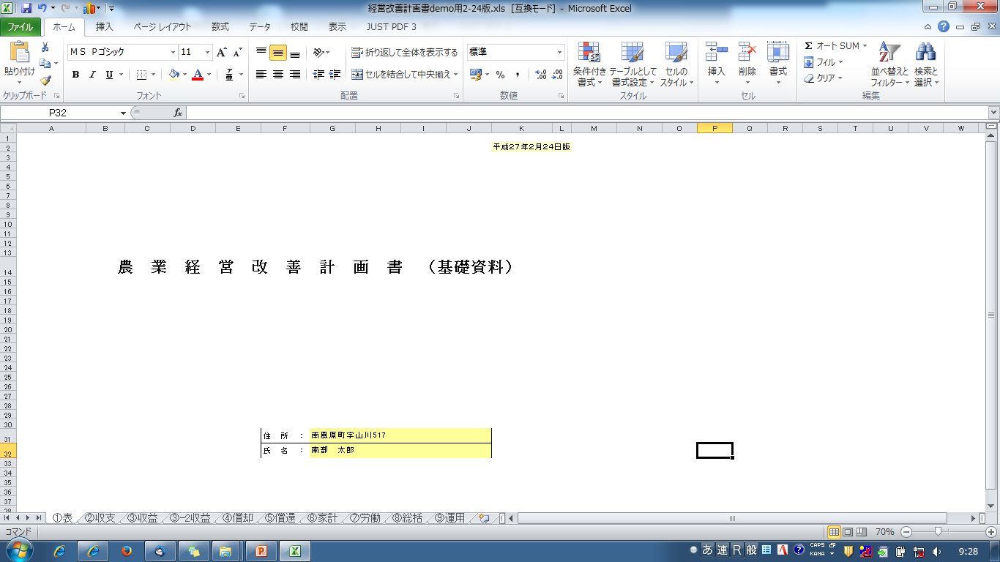 経営改善計画書demo用2-24版.xls [互換モード] - Microsoft Excel
ファイル ホーム 挿入 ページ レイアウト 数式 データ 校閲 表示 JUST PDF 3
ＭＳ Ｐゴシック 11 折り返して全体を表示する 標準 オート SUM
貼り付け B I U 亜 セルを結合して中央揃え % , 条件付き書式 テーブルとして書式設定 セルのスタイル 挿入 削除 書式 フィル クリア 並べ替えとフィルター 検索と選択
クリップボード フォント 配置 数値 スタイル セル 編集
P32 fx
A B C D E F G H I J K L M N O P Q R S T U V W
1
2 平成２７年２月２４日版
3
4
5
6
7
8
9
10
11
12
13
14 農 業 経 営 改 善 計 画 書 （基礎資料）
15
16
17
18
19
20
21
22
23
24
25
26
27
28
29
30
31 住 所 ： 南風原町字山川517
32 氏 名 ： 南部 太郎
33
34
35
36
37
38
①表 ②収支 ③収益 ③-2収益 ④償却 ⑤償還 ⑥家計 ⑦労働 ⑧総括 ⑨運用
コマンド 70%
あ 連 R 般 CAPS KANA 9:28